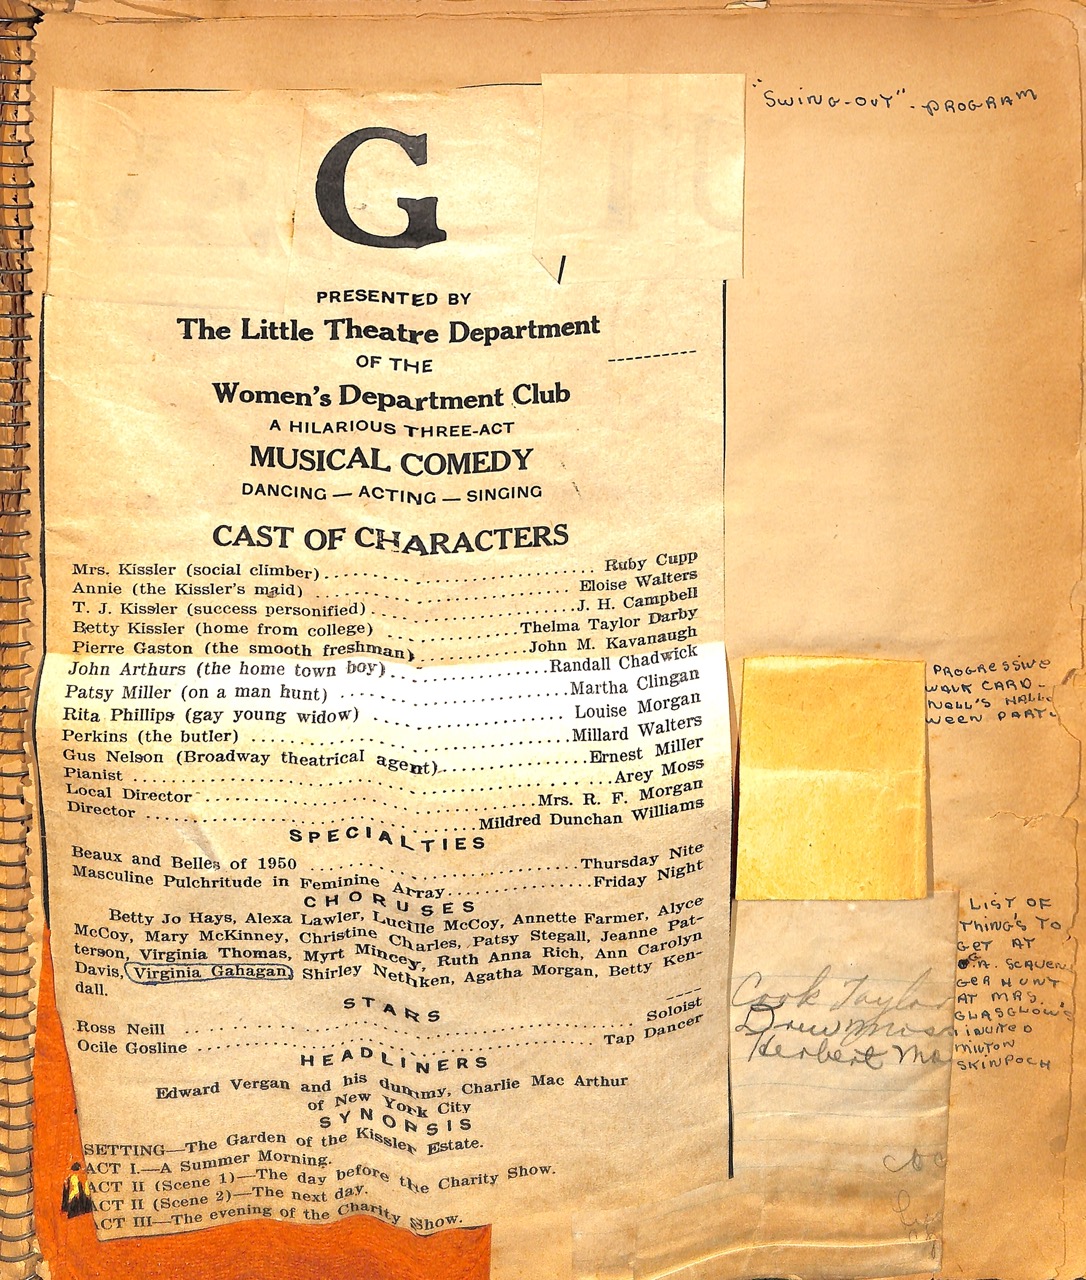 "SWING-OUT" - PROGRAM
G
PRESENTED BY
The Little Theatre Department
OF THE
Women's Department Club
A HILARIOUS THREE-ACT
MUSICAL COMEDY
DANCING — ACTING — SINGING
CAST OF CHARACTERS
Mrs. Kissler (social climber) Ruby Cupp
Annie (the Kissler's maid) Eloise Walters
T. J. Kissler (success personified) J. H. Campbell
Betty Kissler (home from college) Thelma Taylor Darby
Pierre Gaston (the smooth freshman) John M. Kavanaugh
John Arthurs (the home town boy) Randall Chadwick
Patsy Miller (on a man hunt) Martha Clingan
Rita Phillips (gay young widow) Louise Morgan
Perkins (the butler) Millard Walters
Gus Nelson (Broadway theatrical agent) Ernest Miller
Pianist Arey Moss
Local Director Mrs. R. F. Morgan
Director Mildred Dunchan Williams
SPECIALTIES
Beaux and Belles of 1950 Thursday Nite
Masculine Pulchritude in Feminine Array Friday Night
CHORUSES
Betty Jo Hays, Alexa Lawler, Lucille McCoy, Annette Farmer, Alyce
McCoy, Mary McKinney, Christine Charles, Patsy Stegall, Jeanne Pat-
terson, Virginia Thomas, Myrt Mincey, Ruth Anna Rich, Ann Carolyn
Davis, Virginia Gahagan, Shirley Nethken, Agatha Morgan, Betty Ken-
dall.
STARS
Ross Neill Soloist
Ocile Gosline Tap Dancer
HEADLINERS
Edward Vergan and his dummy, Charlie Mac Arthur
of New York City
SYNOPSIS
SETTING—The Garden of the Kissler Estate.
ACT I.—A Summer Morning.
ACT II (Scene 1)—The day before the Charity Show.
ACT II (Scene 2)—The next day.
ACT III—The evening of the Charity Show.
PROGRESSIVE
WALK CARD-
NELL'S HALLO
WEEN PARTY
LIST OF
THING'S TO
GET AT
G.A. SCAVEN
GER HUNT
AT MRS.
GLASGLOW'S
I INVITED
MILTON
SKINPOCH
Cook Taylor
Drew Moss
Herbert Mo